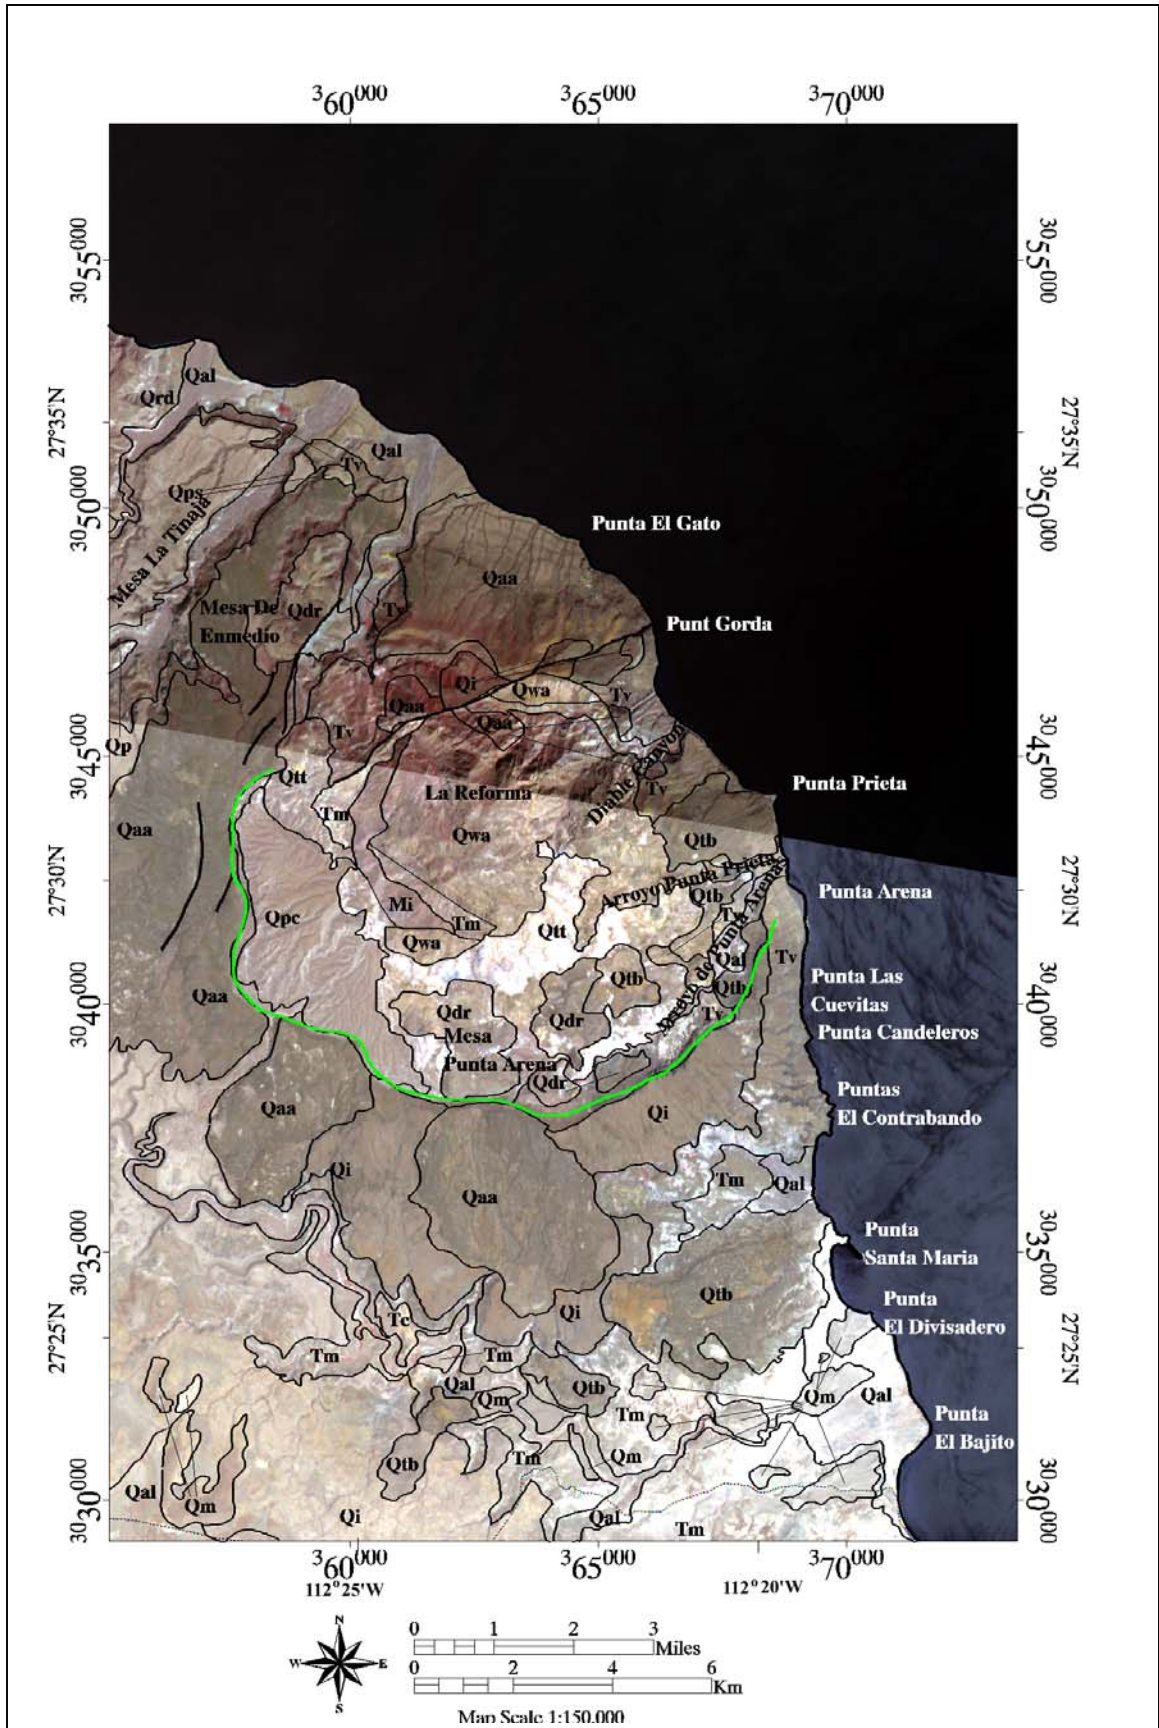 360000 365000 370000
3055000 3055000
27°35'N 27°35'N
Qal
Qrd
Qal
Tv
Qps
3050000 3050000
Punta El Gato
Mesa La Tinaja
Qaa
Mesa De Qdr Tv
Enmedio
Punt Gorda
Qi Qwa
Qaa Tv
Qaa
Tv
Qp
3045000 3045000
Qtt
Diable Canyon
Tv
Punta Prieta
La Reforma
Tm
Qaa Qwa Qtb
27°30'N 27°30'N
Arroyo Punta Prieta
Punta Arena
Qtb
Mi
Qpc Tm Tv
Qwa Qtt
Arroyo de Punta Arenas
Qal Tv
Qtb Qtb
Qaa
Punta Las
Cuevitas
3040000 3040000
Qdr Qdr Tv
Mesa
Punta Candeleros
Punta Arena
Qdr
Puntas
El Contrabando
Qaa Qi
Qi
Qaa Tm Qal
Punta
Santa Maria
3035000 3035000
Qtb
Punta
El Divisadero
Tc Qi
27°25'N 27°25'N
Tm Tm
Qal Qtb
Qm Qm Qal
Tm
Punta
El Bajito
Qtb Tm Qm
Qal Qm
3030000 3030000
Qi Qal Tm
360000 365000 370000
112°25'W 112°20'W
N
W E
S
0 1 2 3
Miles
0 2 4 6
Km
Map Scale 1:150,000